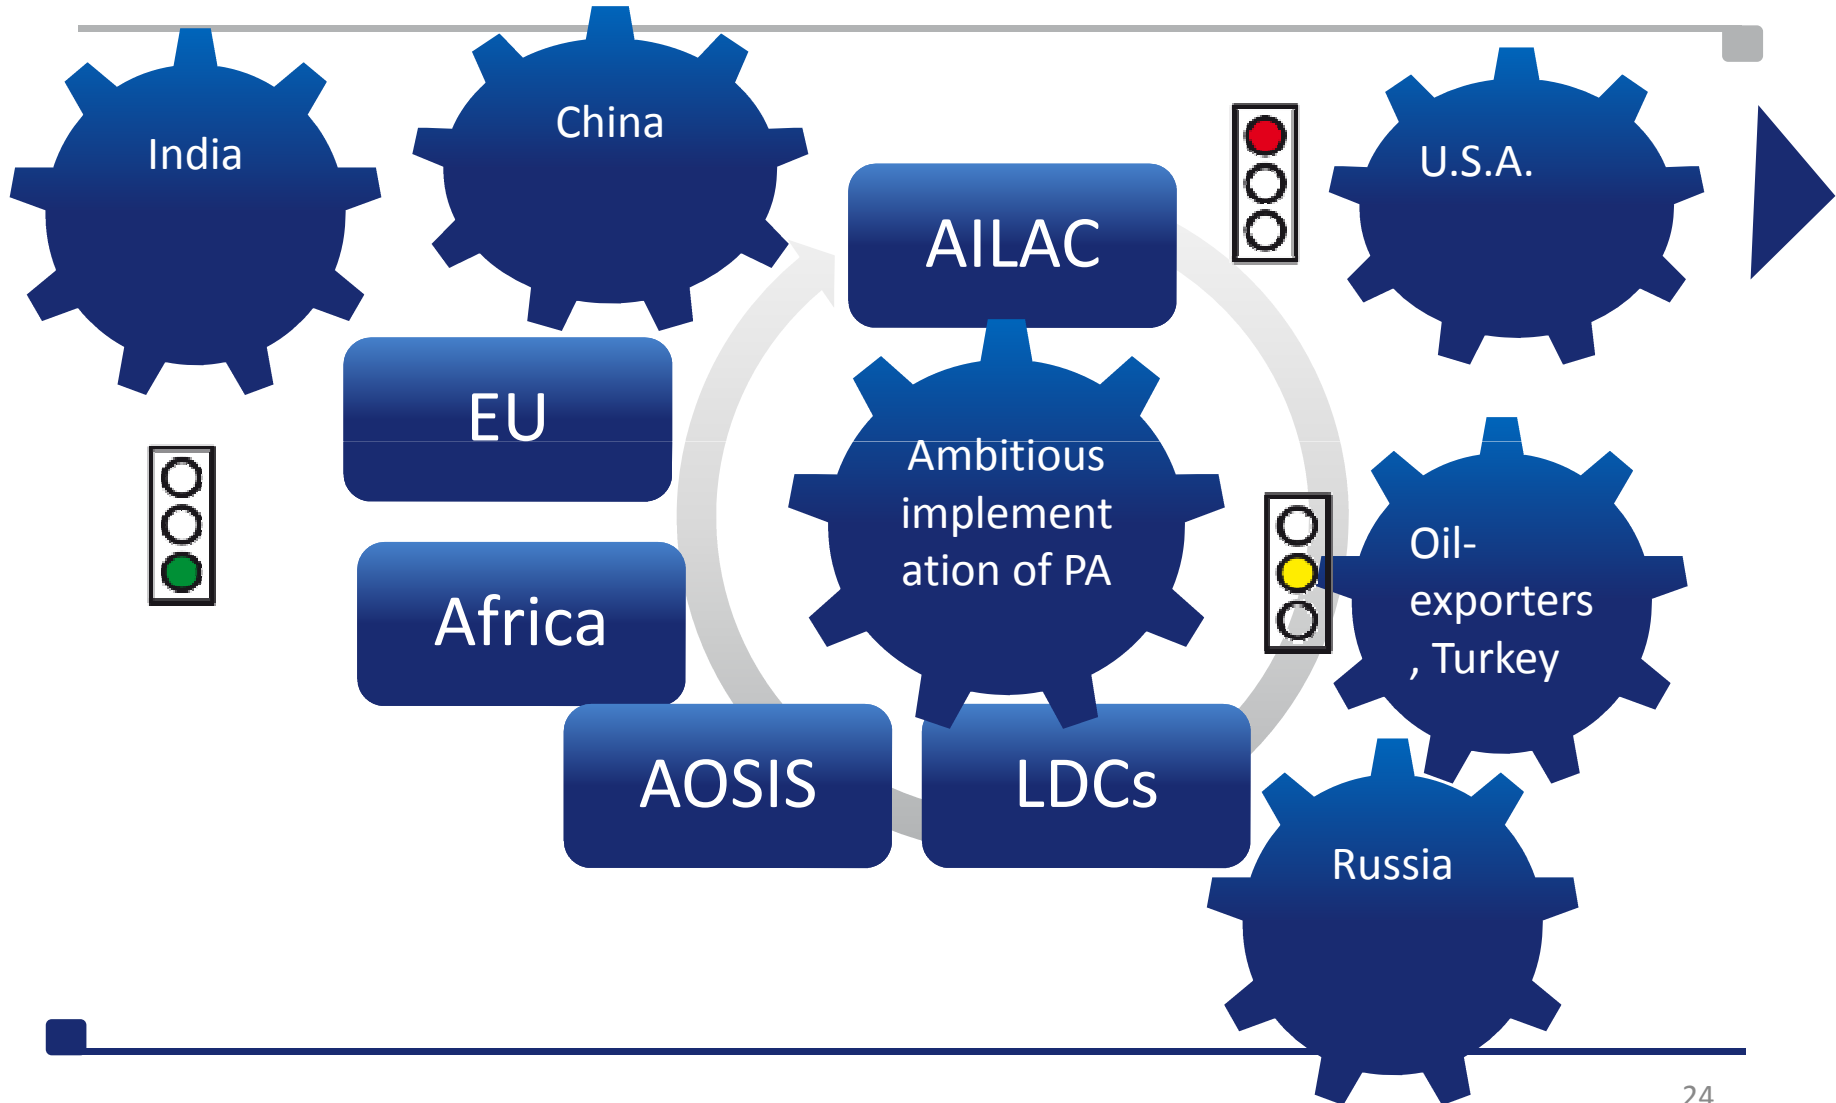 India
China
U.S.A.
AILAC
EU
Ambitious
implement
ation of PA
Oil-
exporters
, Turkey
Africa
AOSIS
LDCs
Russia
24